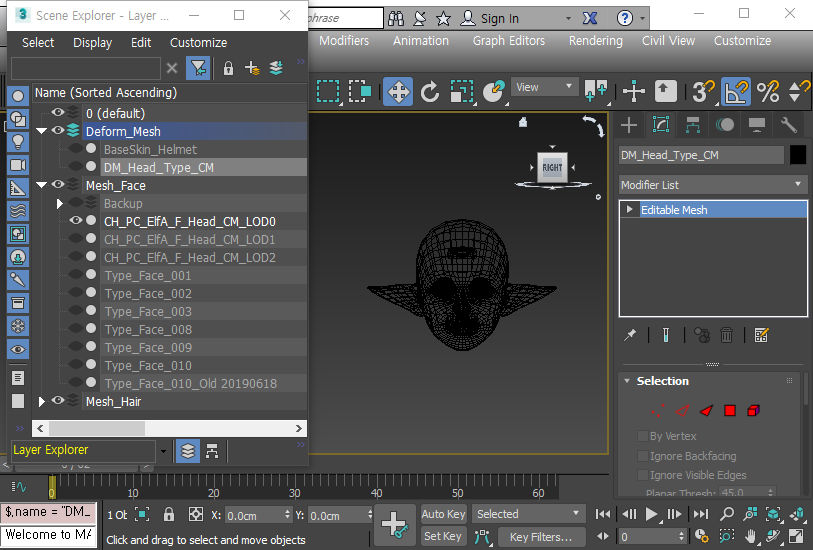 Scene Explorer - Layer
phrase
Sign In
Select Display Edit Customize
Modifiers Animation Graph Editors Rendering Civil View Customize
View
Name (Sorted Ascending)
0 (default)
Deform_Mesh
BaseSkin_Helmet
DM_Head_Type_CM
Mesh_Face
Backup
CH_PC_ElfA_F_Head_CM_LOD0
CH_PC_ElfA_F_Head_CM_LOD1
CH_PC_ElfA_F_Head_CM_LOD2
Type_Face_001
Type_Face_002
Type_Face_003
Type_Face_008
Type_Face_009
Type_Face_010
Type_Face_010_Old 20190618
Mesh_Hair
Layer Explorer
RIGHT
DM_Head_Type_CM
Modifier List
Editable Mesh
Selection
By Vertex
Ignore Backfacing
Ignore Visible Edges
Planar Thresh: 45.0
0 10 20 30 40 50 60
$.name = "DM_
Welcome to MA
X: 0.0cm Y: 0.0cm
Click and drag to select and move objects
Auto Key Selected
Set Key Key Filters...
0